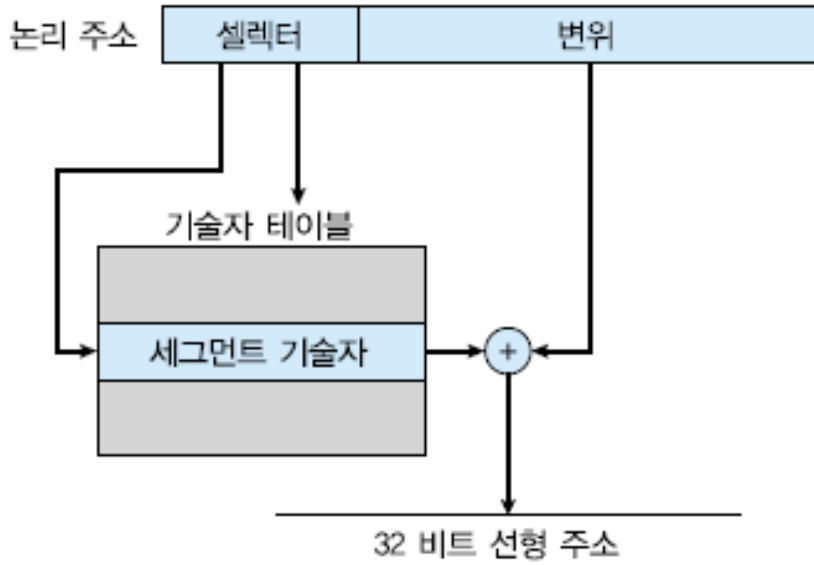 논리 주소
셀렉터
변위
기술자 테이블
세그먼트 기술자
+
32 비트 선형 주소